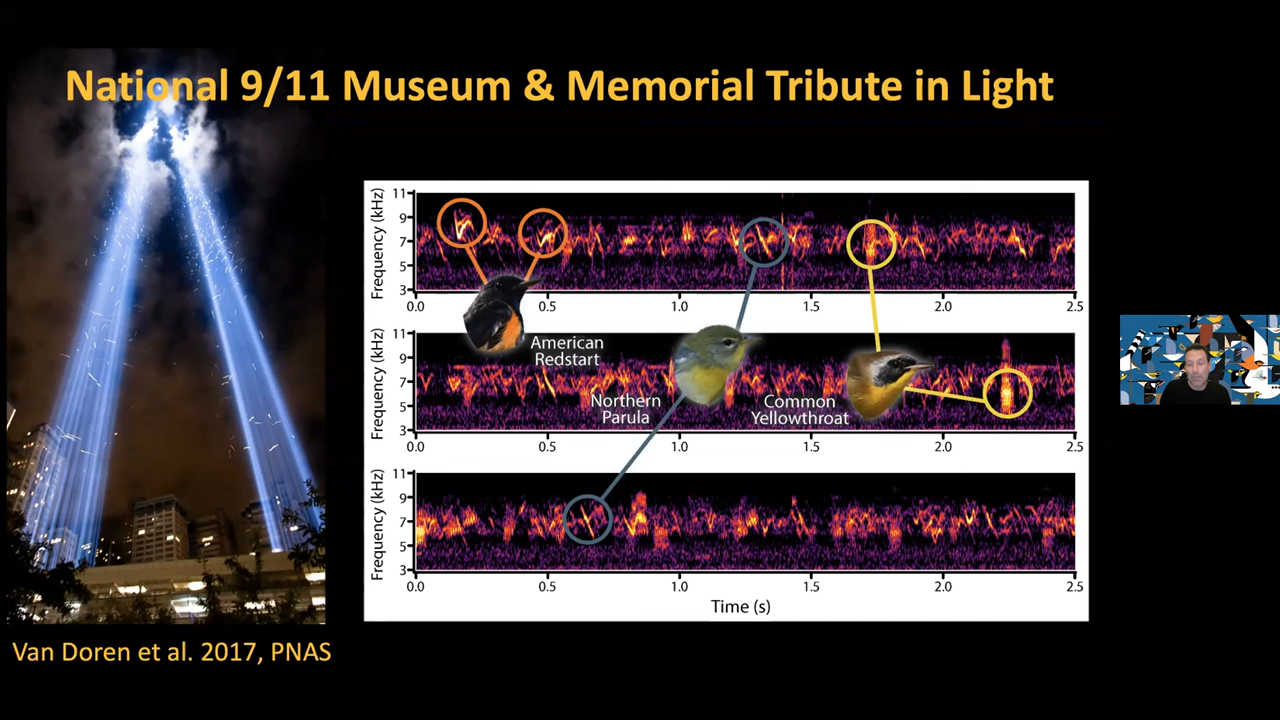 National 9/11 Museum & Memorial Tribute in Light
Frequency (kHz)
11
9
7
5
3
0.0 0.5 1.0 1.5 2.0 2.5
American
Redstart
Frequency (kHz)
11
9
7
5
3
Northern
Parula
Common
Yellowthroat
0.0 0.5 1.0 1.5 2.0 2.5
Frequency (kHz)
11
9
7
5
3
0.0 0.5 1.0 1.5 2.0 2.5
Time (s)
Van Doren et al. 2017, PNAS